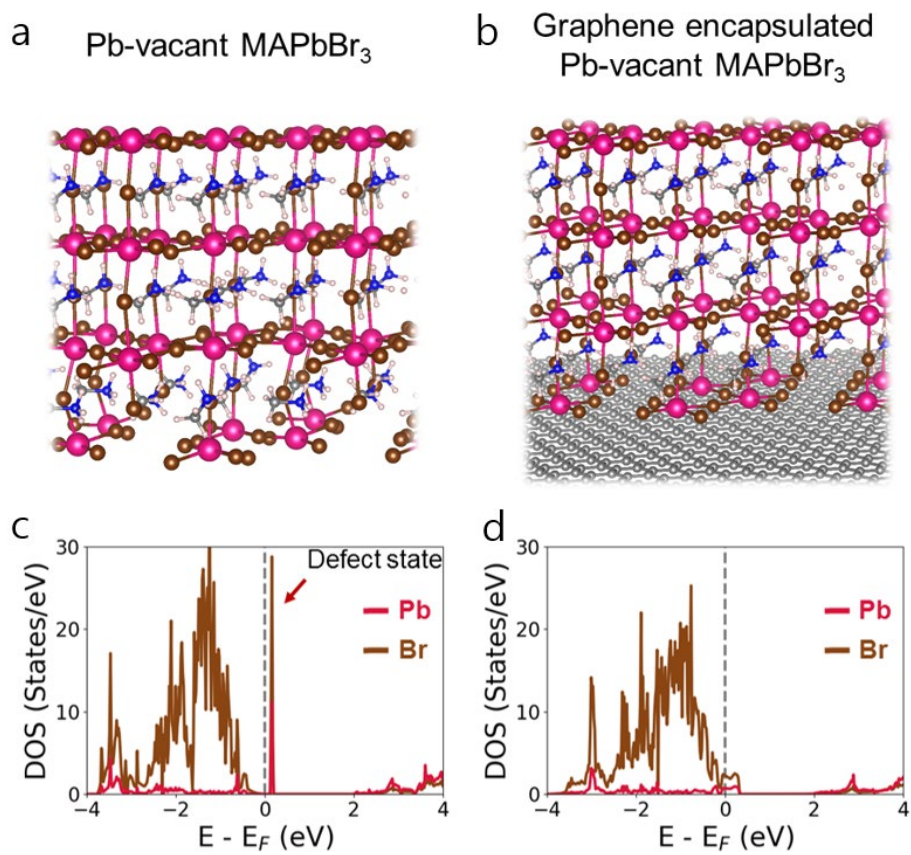 a
Pb-vacant MAPbBr₃
b
Graphene encapsulated
Pb-vacant MAPbBr₃
c
DOS (States/eV)
30
20
10
0
Defect state
Pb
Br
-4
-2
0
2
4
E - E_F (eV)
d
DOS (States/eV)
30
20
10
0
Pb
Br
-4
-2
0
2
4
E - E_F (eV)